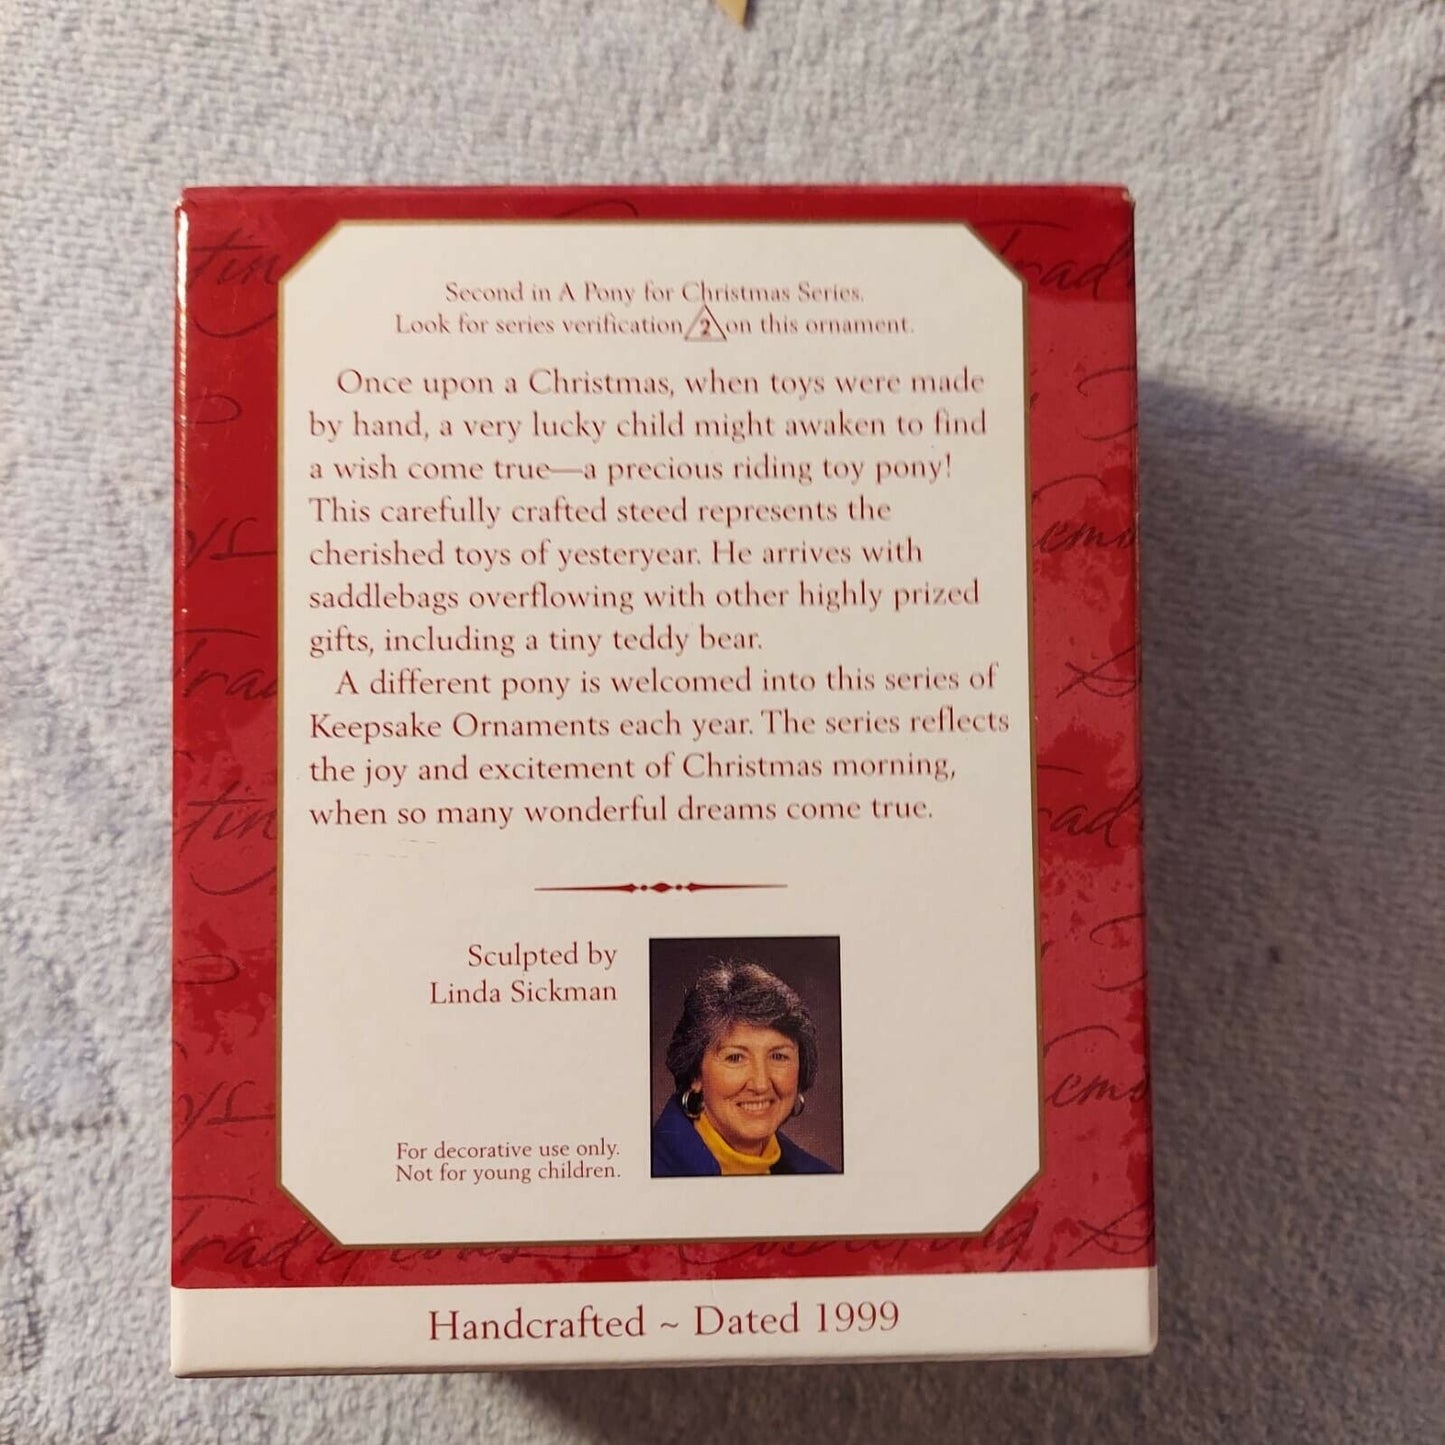 Second in A Pony for Christmas Series.
Look for series verification 2 on this ornament.
Once upon a Christmas, when toys were made
by hand, a very lucky child might awaken to find
a wish come true—a precious riding toy pony!
This carefully crafted steed represents the
cherished toys of yesteryear. He arrives with
saddlebags overflowing with other highly prized
gifts, including a tiny teddy bear.
A different pony is welcomed into this series of
Keepsake Ornaments each year. The series reflects
the joy and excitement of Christmas morning,
when so many wonderful dreams come true.
Sculpted by
Linda Sickman
For decorative use only.
Not for young children.
Handcrafted ~ Dated 1999